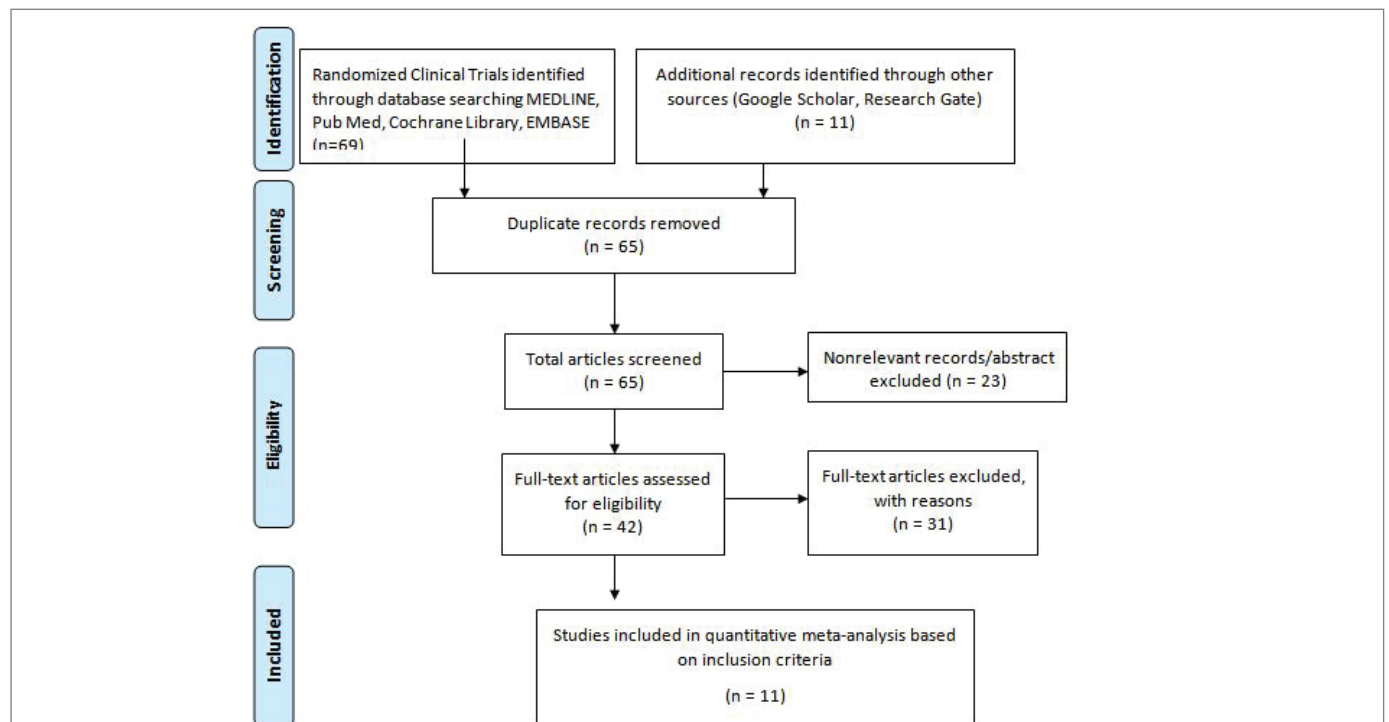 Identification
Randomized Clinical Trials identified
through database searching MEDLINE,
Pub Med, Cochrane Library, EMBASE
(n=69)
Additional records identified through other
sources (Google Scholar, Research Gate)
(n = 11)
Screening
Duplicate records removed
(n = 65)
Eligibility
Total articles screened
(n = 65)
Nonrelevant records/abstract
excluded (n = 23)
Full-text articles assessed
for eligibility
(n = 42)
Full-text articles excluded,
with reasons
(n = 31)
Included
Studies included in quantitative meta-analysis based
on inclusion criteria
(n = 11)